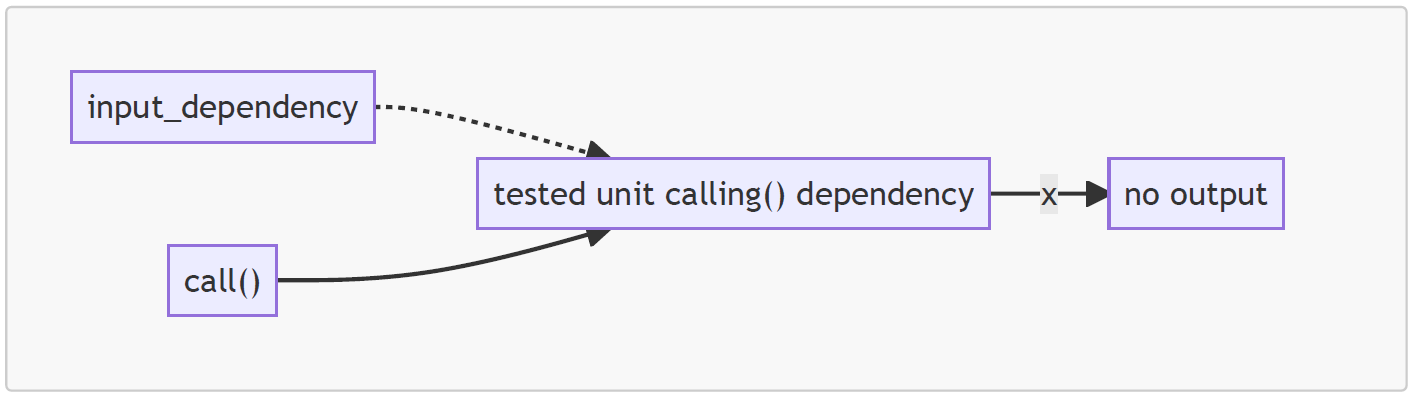 input_dependency
tested unit calling() dependency
x
no output
call()